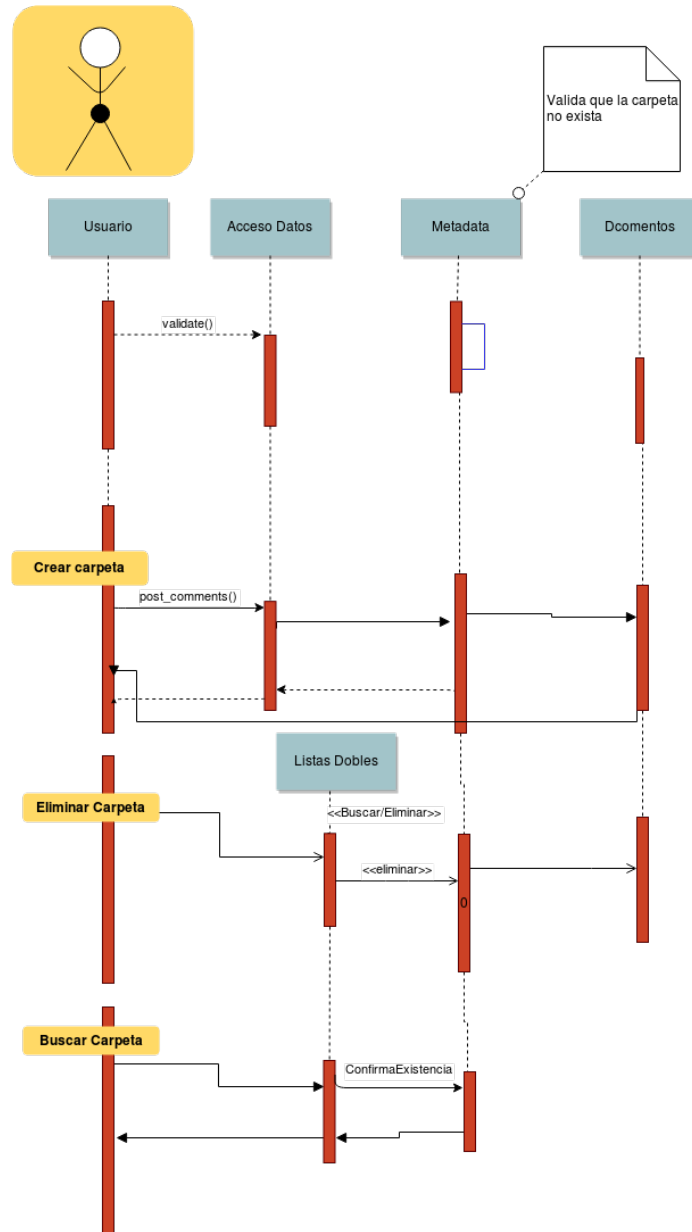 Valida que la carpeta
no exista
Usuario
Acceso Datos
Metadata
Dcomentos
validate()
Crear carpeta
post_comments()
Listas Dobles
Eliminar Carpeta
<<Buscar/Eliminar>>
<<eliminar>>
0
Buscar Carpeta
ConfirmaExistencia